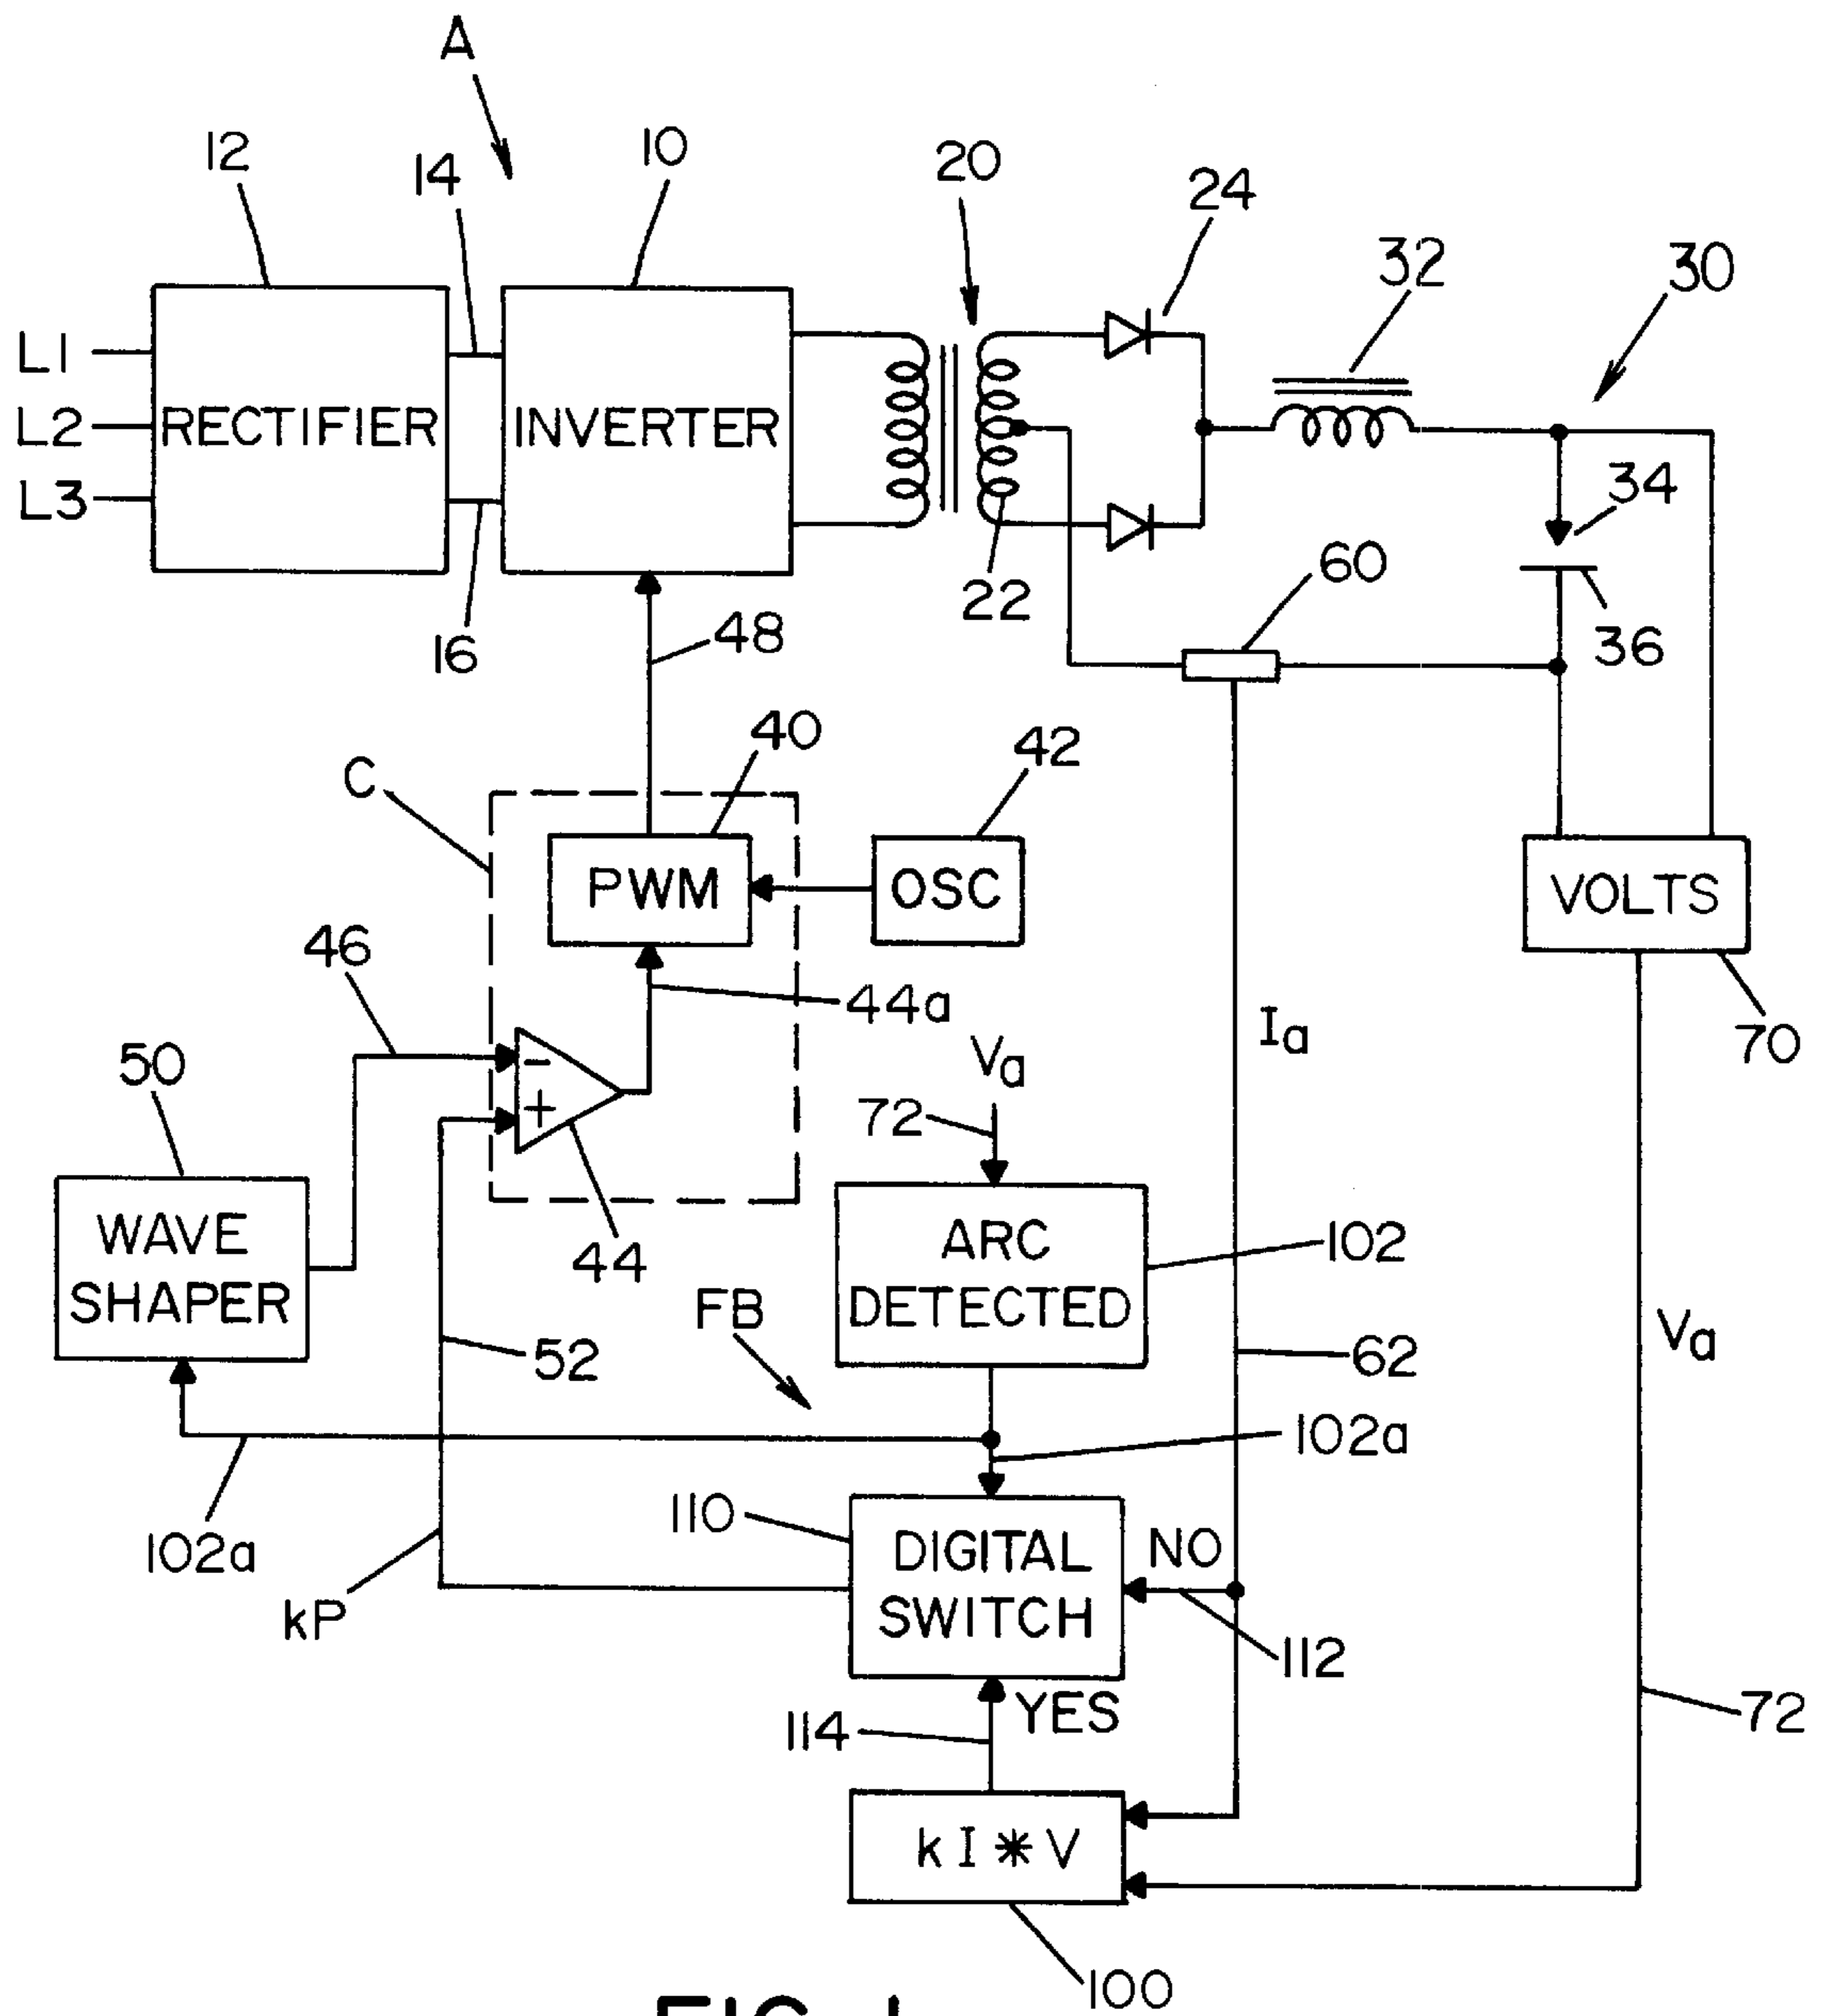 A
12
14
10
20
24
32
30
L1
L2
L3
RECTIFIER
INVERTER
34
22
60
36
16
48
40
42
C
PWM
OSC
VOLTS
46
44a
Ia
70
50
Va
72
-
+
WAVE
SHAPER
44
ARC
DETECTED
102
FB
52
62
Va
102a
102a
110
DIGITAL
SWITCH
NO
kP
112
114
YES
72
kI*V
100
FIG. 1